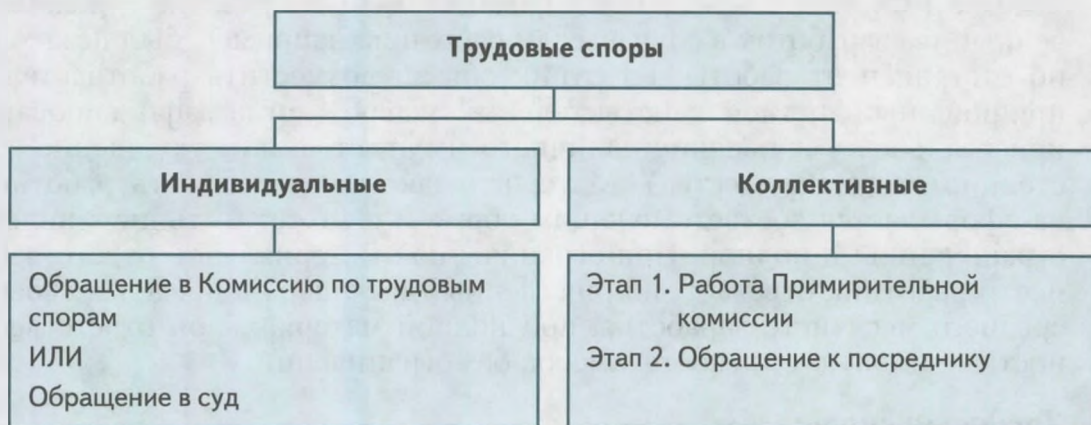 Трудовые споры
Индивидуальные
Коллективные
Обращение в Комиссию по трудовым
спорам
ИЛИ
Обращение в суд
Этап 1. Работа Примирительной
комиссии
Этап 2. Обращение к посреднику